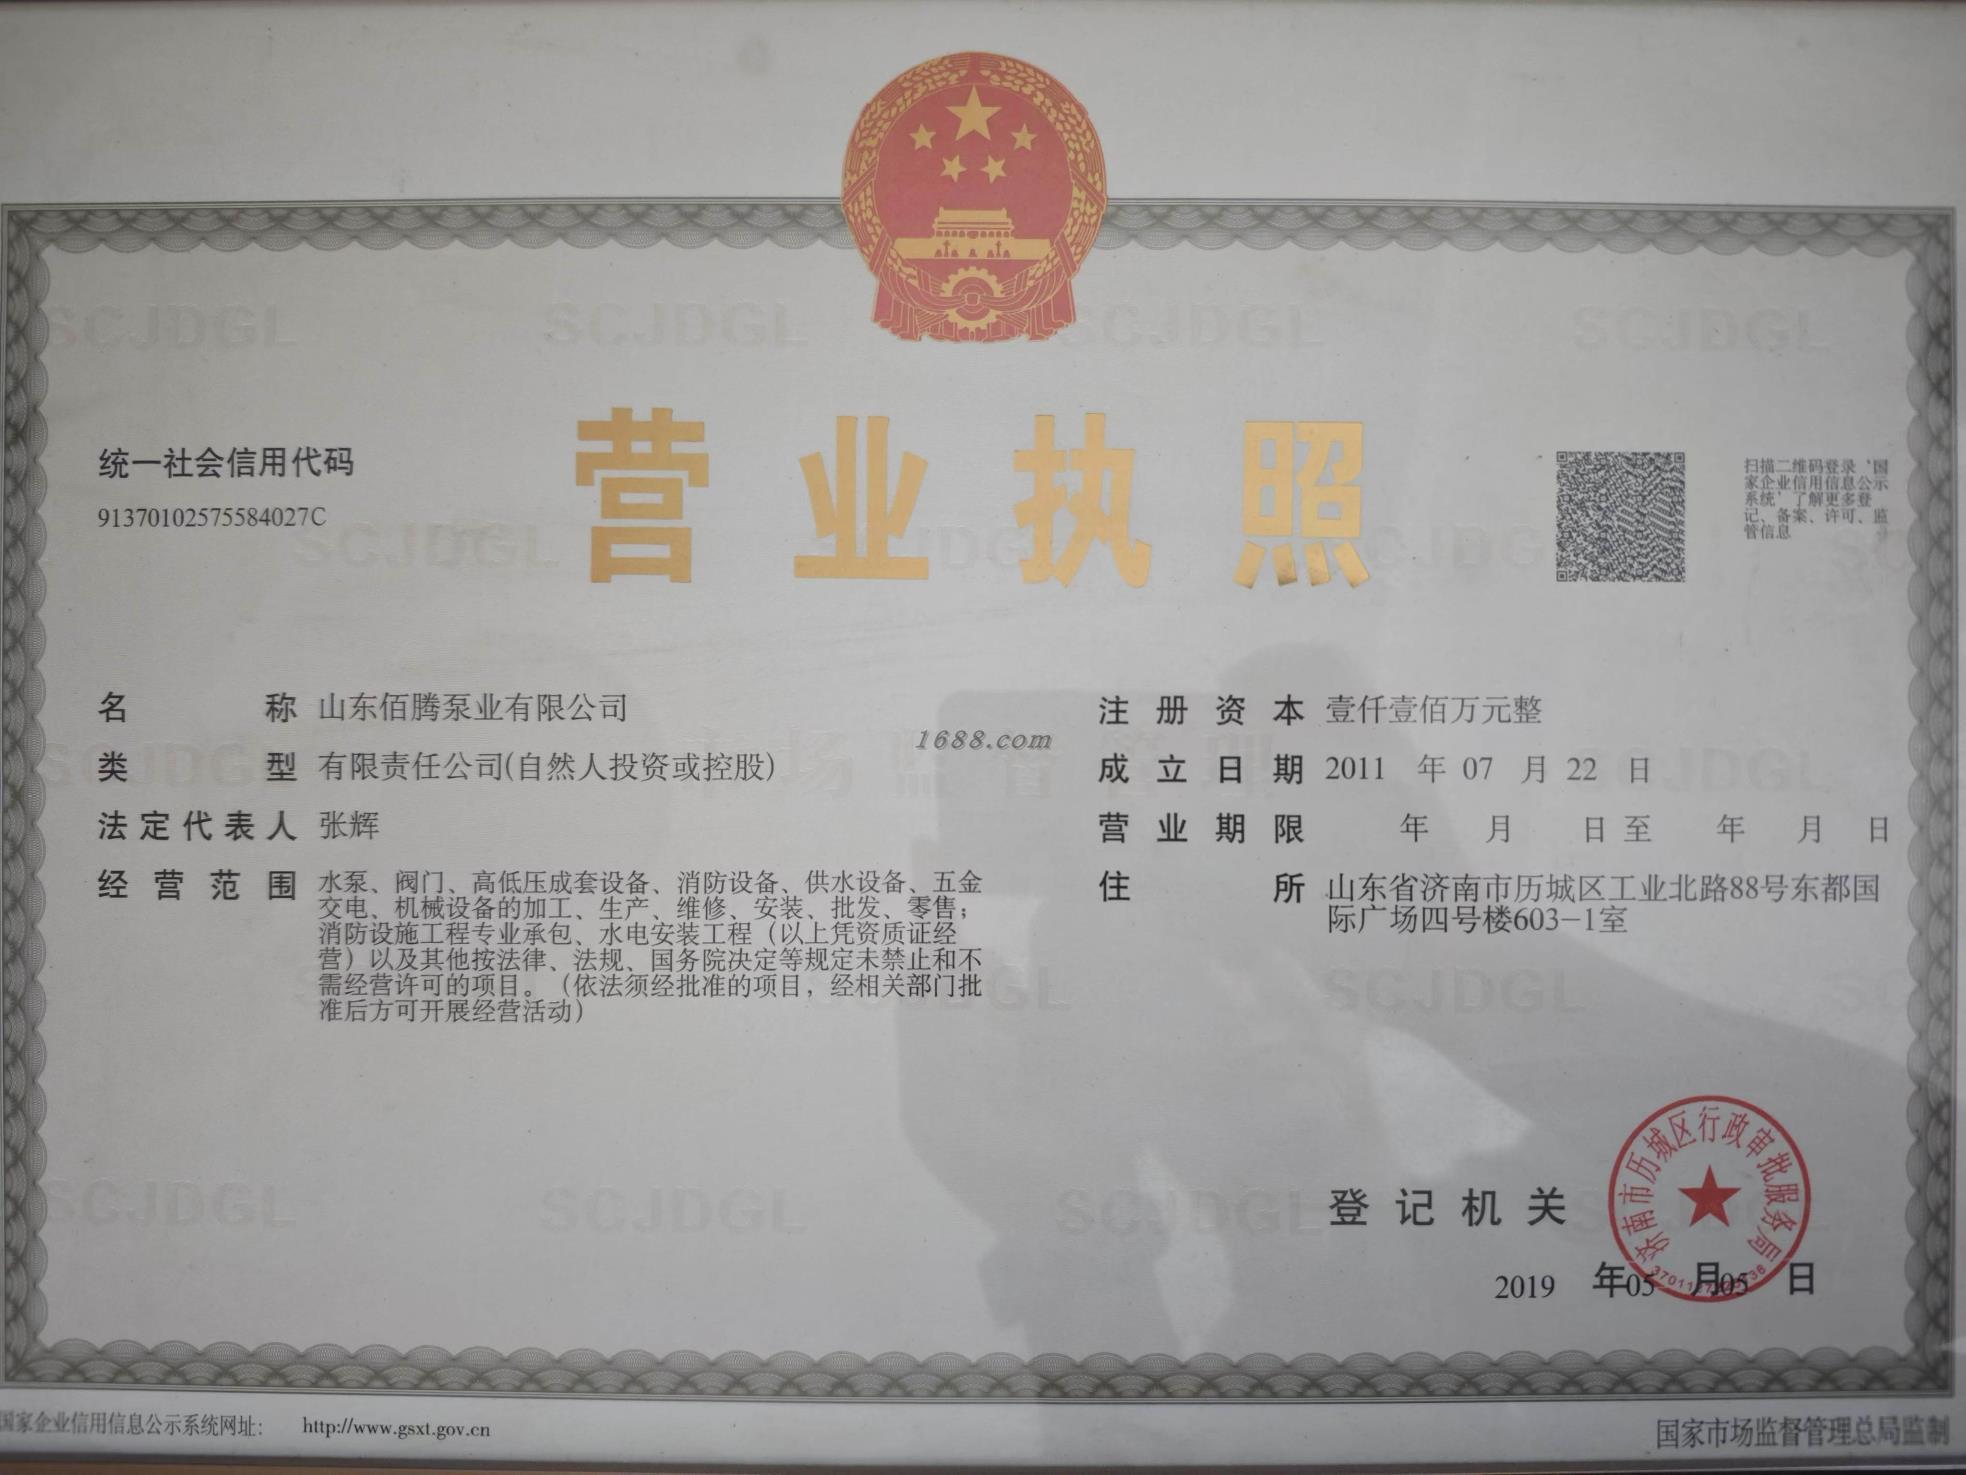 营业执照
统一社会信用代码
91370102575584027C
扫描二维码登录‘国
家企业信用信息公示
系统’了解更多登
记、备案、许可、监
管信息
名称 山东佰腾泵业有限公司
类型 有限责任公司(自然人投资或控股)
法定代表人 张辉
经营范围 水泵、阀门、高低压成套设备、消防设备、供水设备、五金
交电、机械设备的加工、生产、维修、安装、批发、零售；
消防设施工程专业承包、水电安装工程（以上凭资质证经
营）以及其他按法律、法规、国务院决定等规定未禁止和不
需经营许可的项目。（依法须经批准的项目，经相关部门批
准后方可开展经营活动）
1688.com
注册资本 壹仟壹佰万元整
成立日期 2011 年 07 月 22 日
营业期限 年 月 日至 年 月 日
住所 山东省济南市历城区工业北路88号东都国
际广场四号楼603-1室
登记机关
济南市历城区行政审批服务局
2019 年05 月05 日
国家企业信用信息公示系统网址： http://www.gsxt.gov.cn
国家市场监督管理总局监制
SCJDGL
SCJDGL
SCJDGL
SCJDGL
SCJDGL
市场监督管理
SCJDGL
SCJDGL
SCJDGL
SCJDGL
SCJDGL